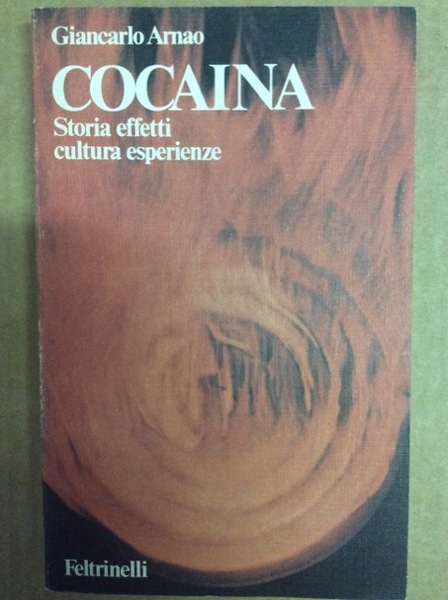 Giancarlo Arnao
COCAINA
Storia effetti
cultura esperienze
Feltrinelli